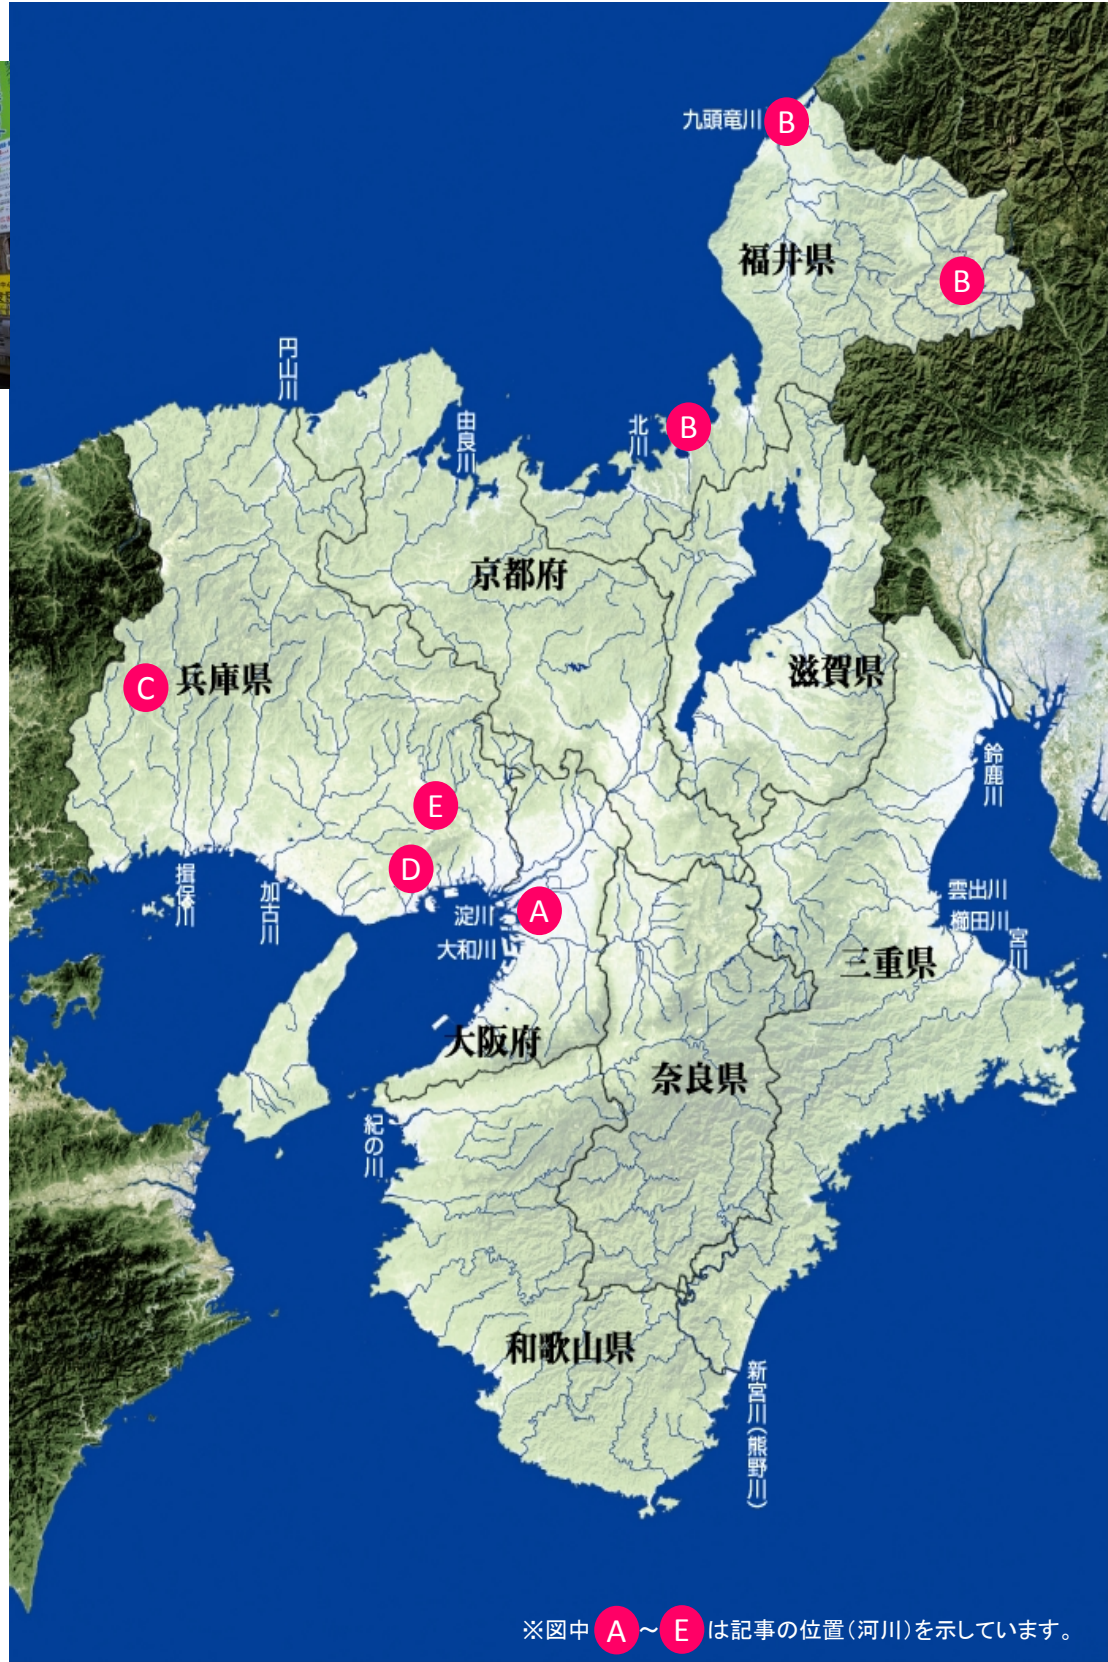 九頭竜川
B
福井県
B
円山川
由良川
北川
B
京都府
滋賀県
C
兵庫県
鈴鹿川
E
D
揖保川
加古川
淀川
A
大和川
雲出川
櫛田川
宮川
三重県
大阪府
奈良県
紀の川
和歌山県
新宮川(熊野川)
※図中 A ~ E は記事の位置(河川)を示しています。